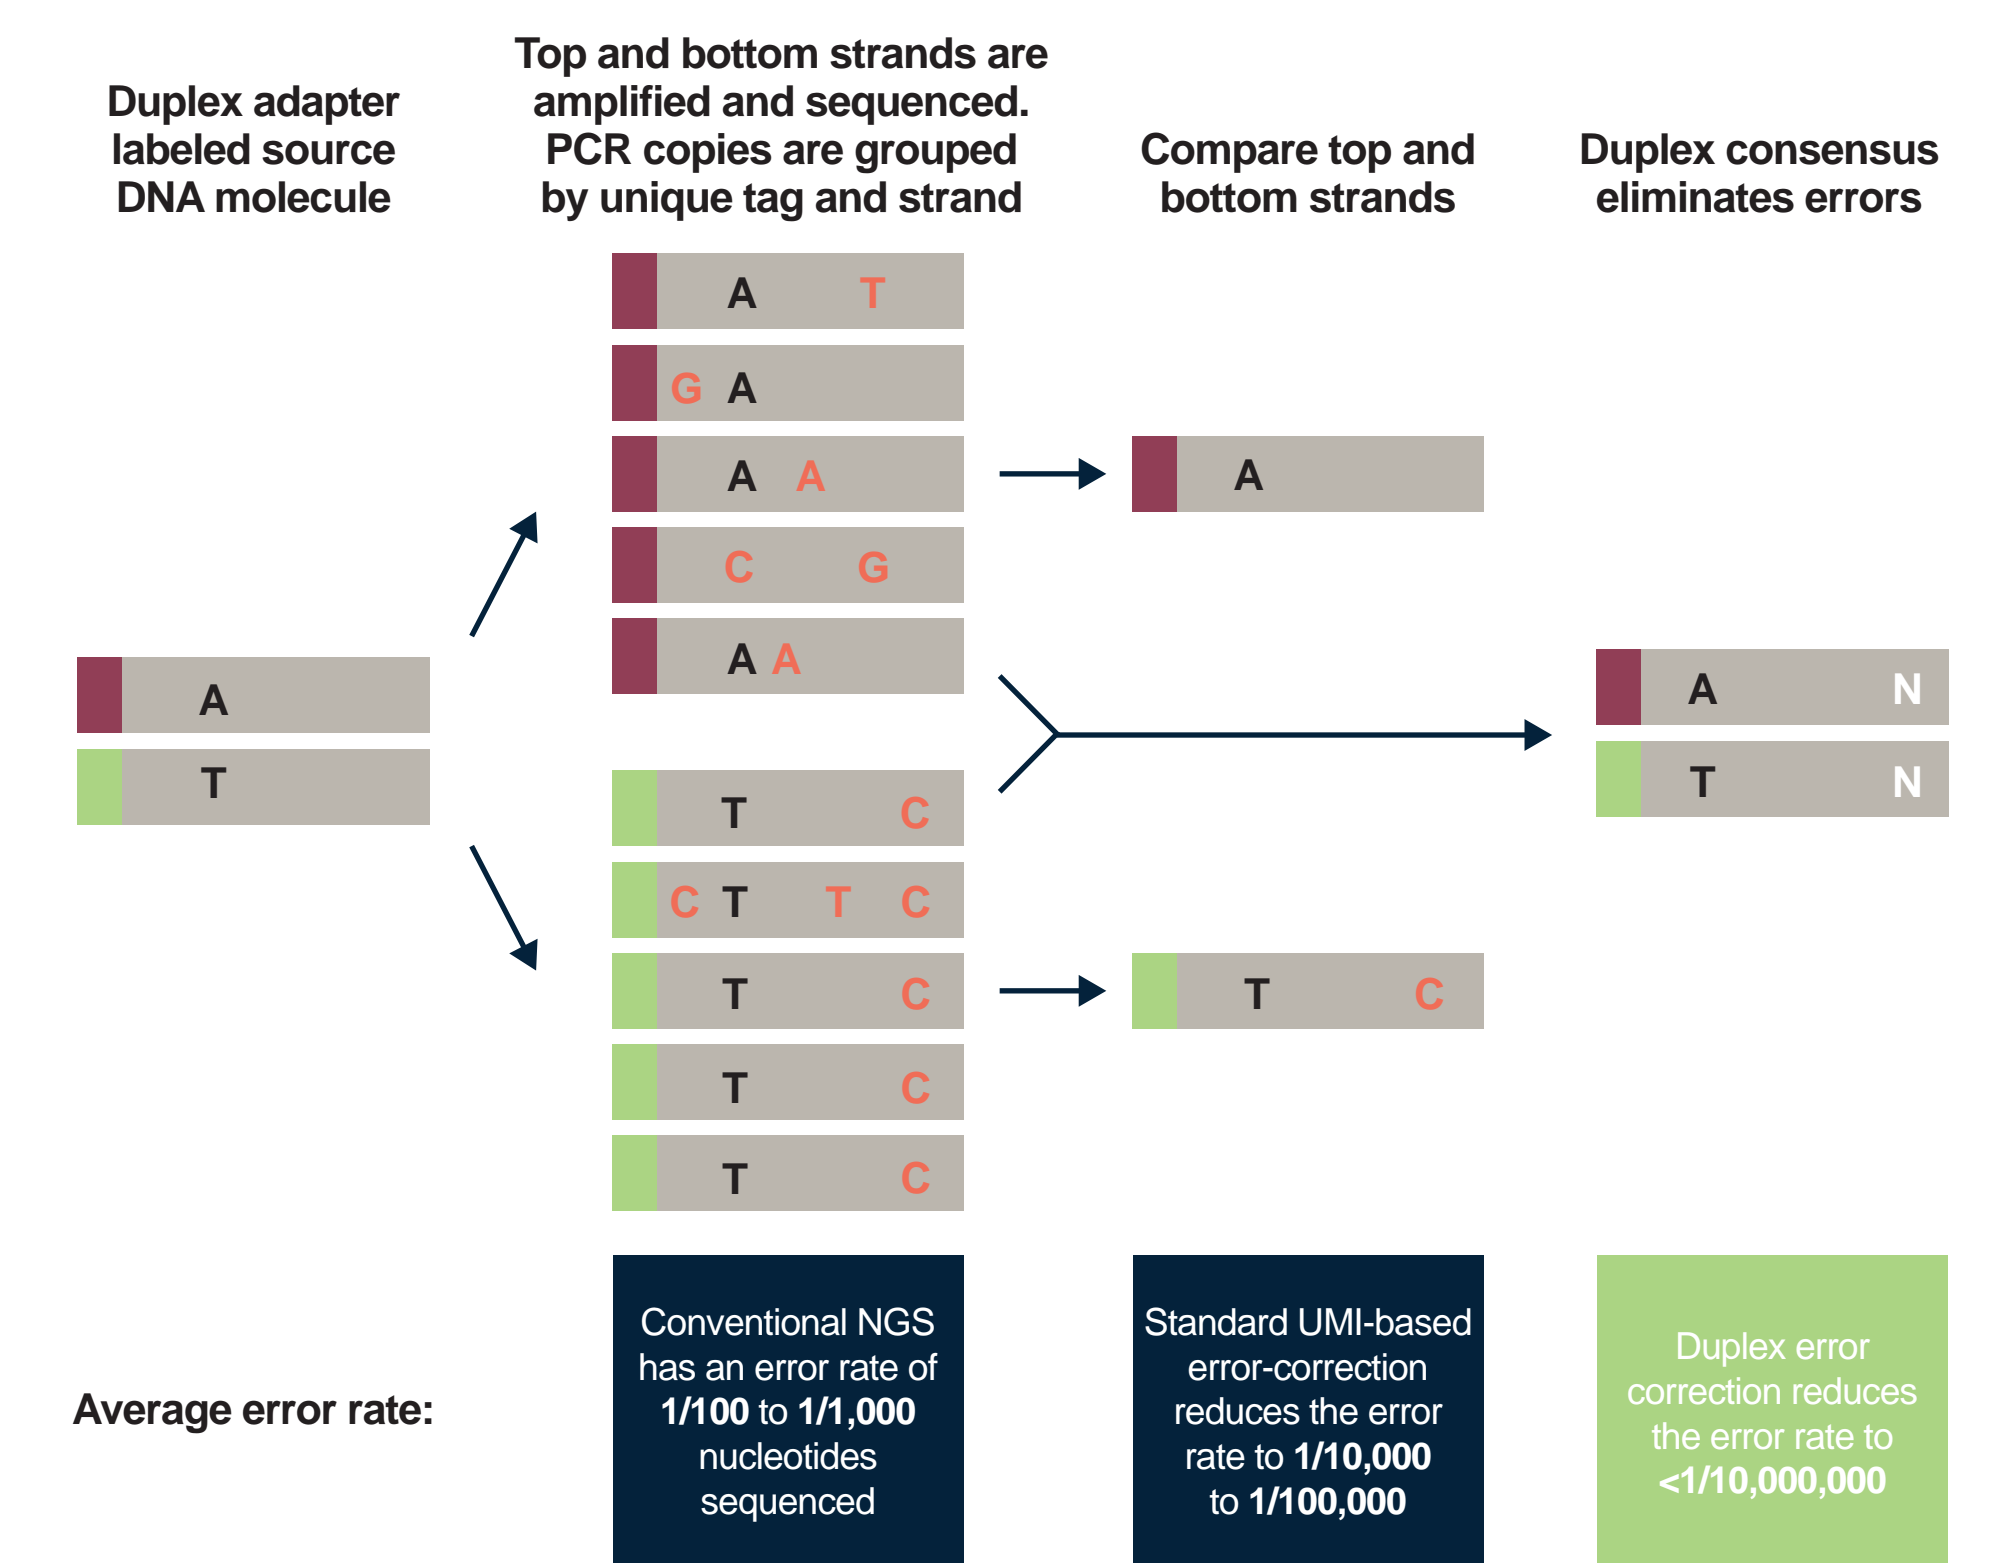 Duplex adapter
labeled source
DNA molecule
Top and bottom strands are
amplified and sequenced.
PCR copies are grouped
by unique tag and strand
Compare top and
bottom strands
Duplex consensus
eliminates errors
A
T
A T
G A
A A
C G
A A
T C
C T T C
T C
T C
T C
A
T C
A N
T N
Average error rate:
Conventional NGS
has an error rate of
1/100 to 1/1,000
nucleotides
sequenced
Standard UMI-based
error-correction
reduces the error
rate to 1/10,000
to 1/100,000
Duplex error
correction reduces
the error rate to
<1/10,000,000